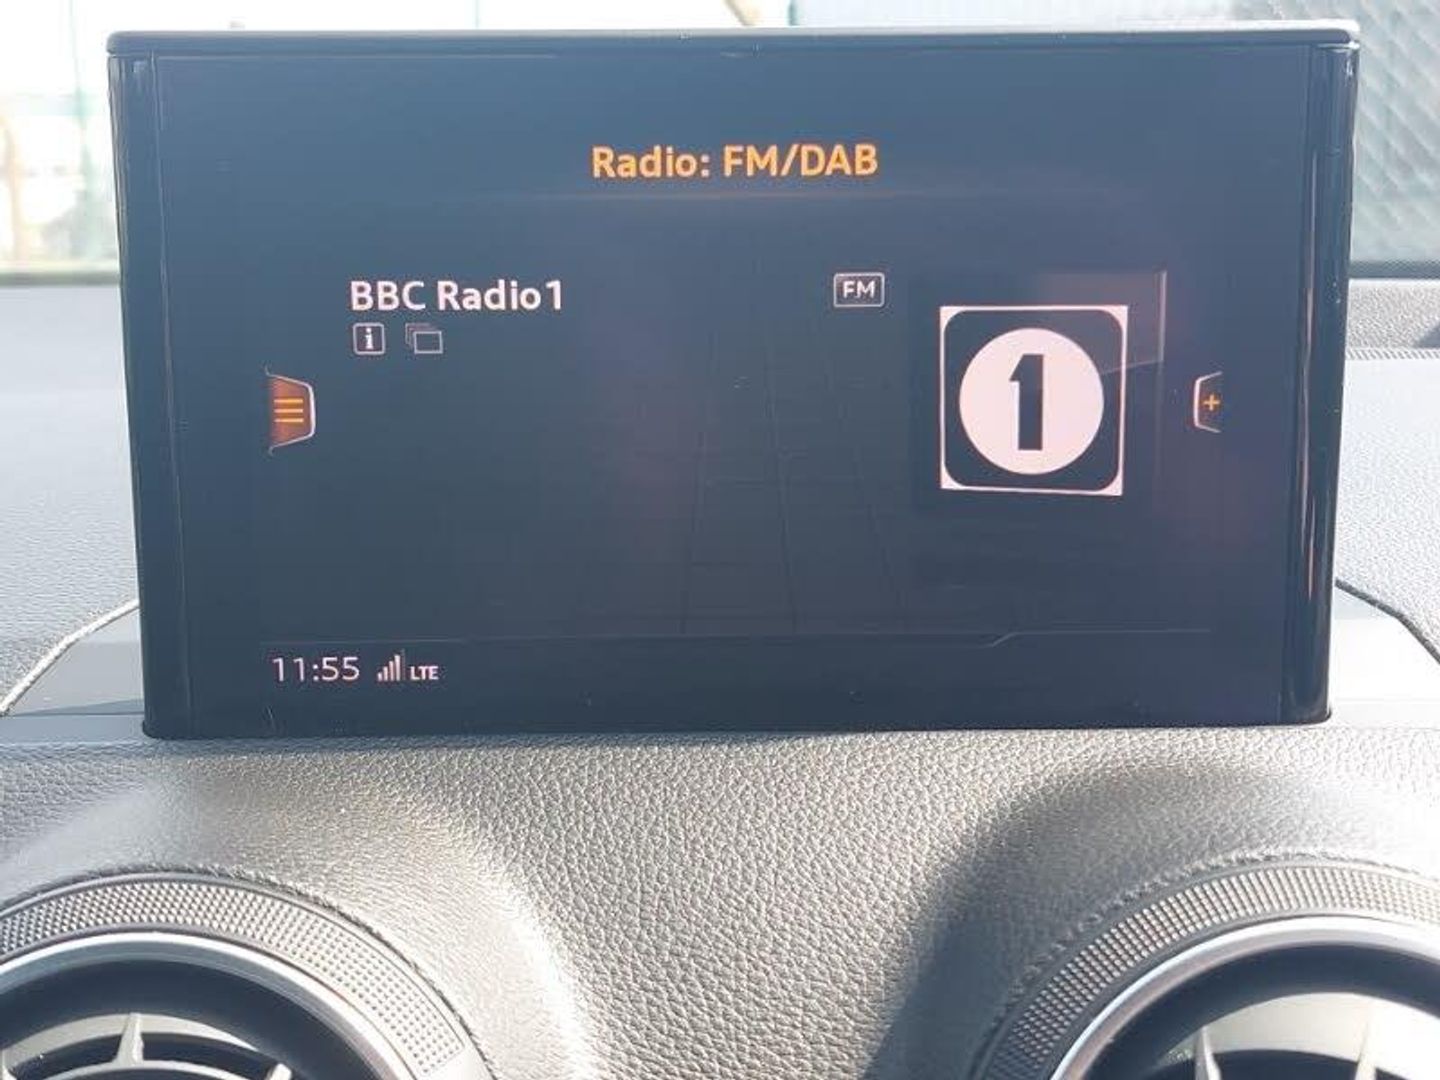 Radio: FM/DAB
BBC Radio1
FM
i
1
11:55 LTE